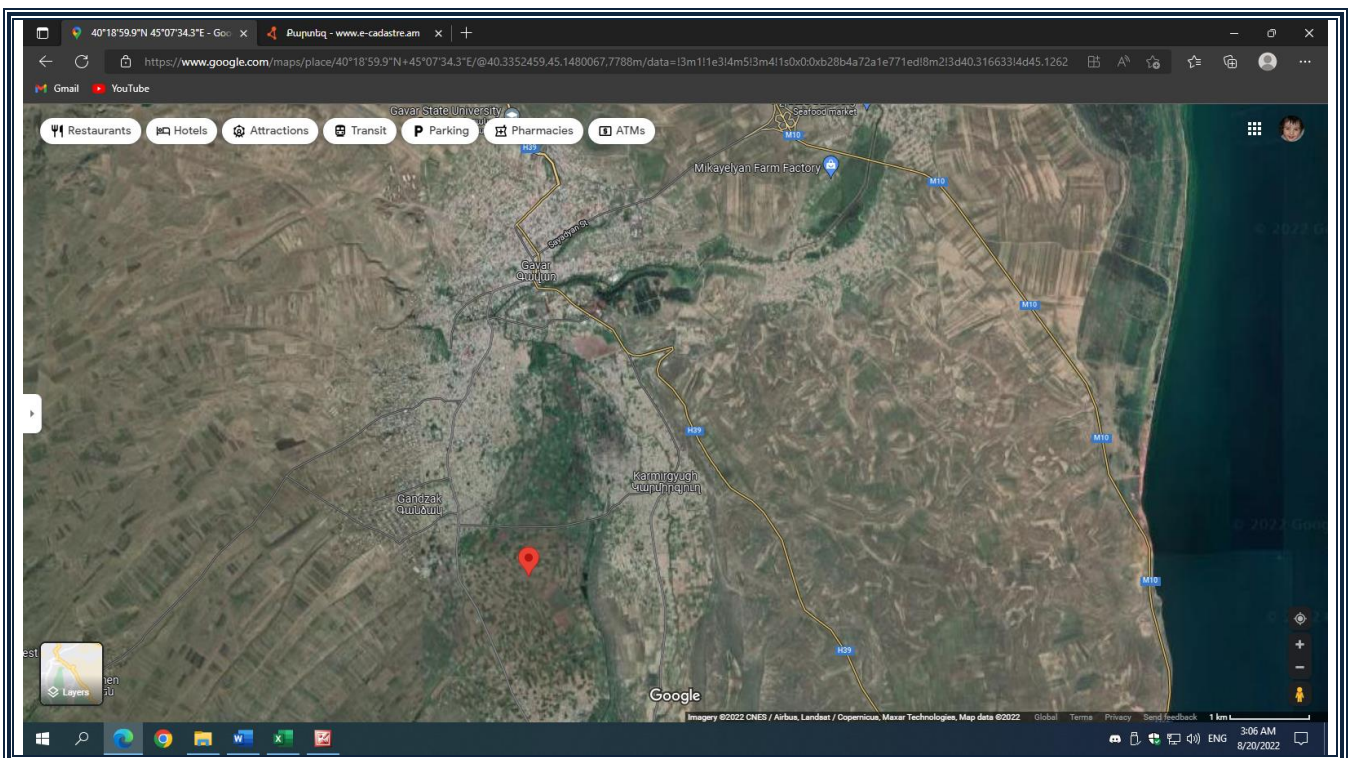 40°18'59.9"N 45°07'34.3"E - Goo
Քարտեզ - www.e-cadastre.am
https://www.google.com/maps/place/40°18'59.9"N+45°07'34.3"E/@40.3352459,45.1480067,7788m/data=!3m1!1e3!4m5!3m4!1s0x0:0xb28b4a72a1e771ed!8m2!3d40.316633!4d45.1262
Gmail
YouTube
Gavar State University
Seafood market
Restaurants
Hotels
Attractions
Transit
P Parking
Pharmacies
ATMs
M10
H39
Mikayelyan Farm Factory
M10
Sayadyan St
© 2022 Go
Gavar
Գավառ
M10
H39
M10
Karmirgyugh
Կարմիրգյուղ
Gandzak
Գանձակ
© 2022 Goog
M10
H39
est
Layers
Google
Imagery ©2022 CNES / Airbus, Landsat / Copernicus, Maxar Technologies, Map data ©2022 Global Terms Privacy Send feedback 1 km
ENG
3:06 AM
8/20/2022